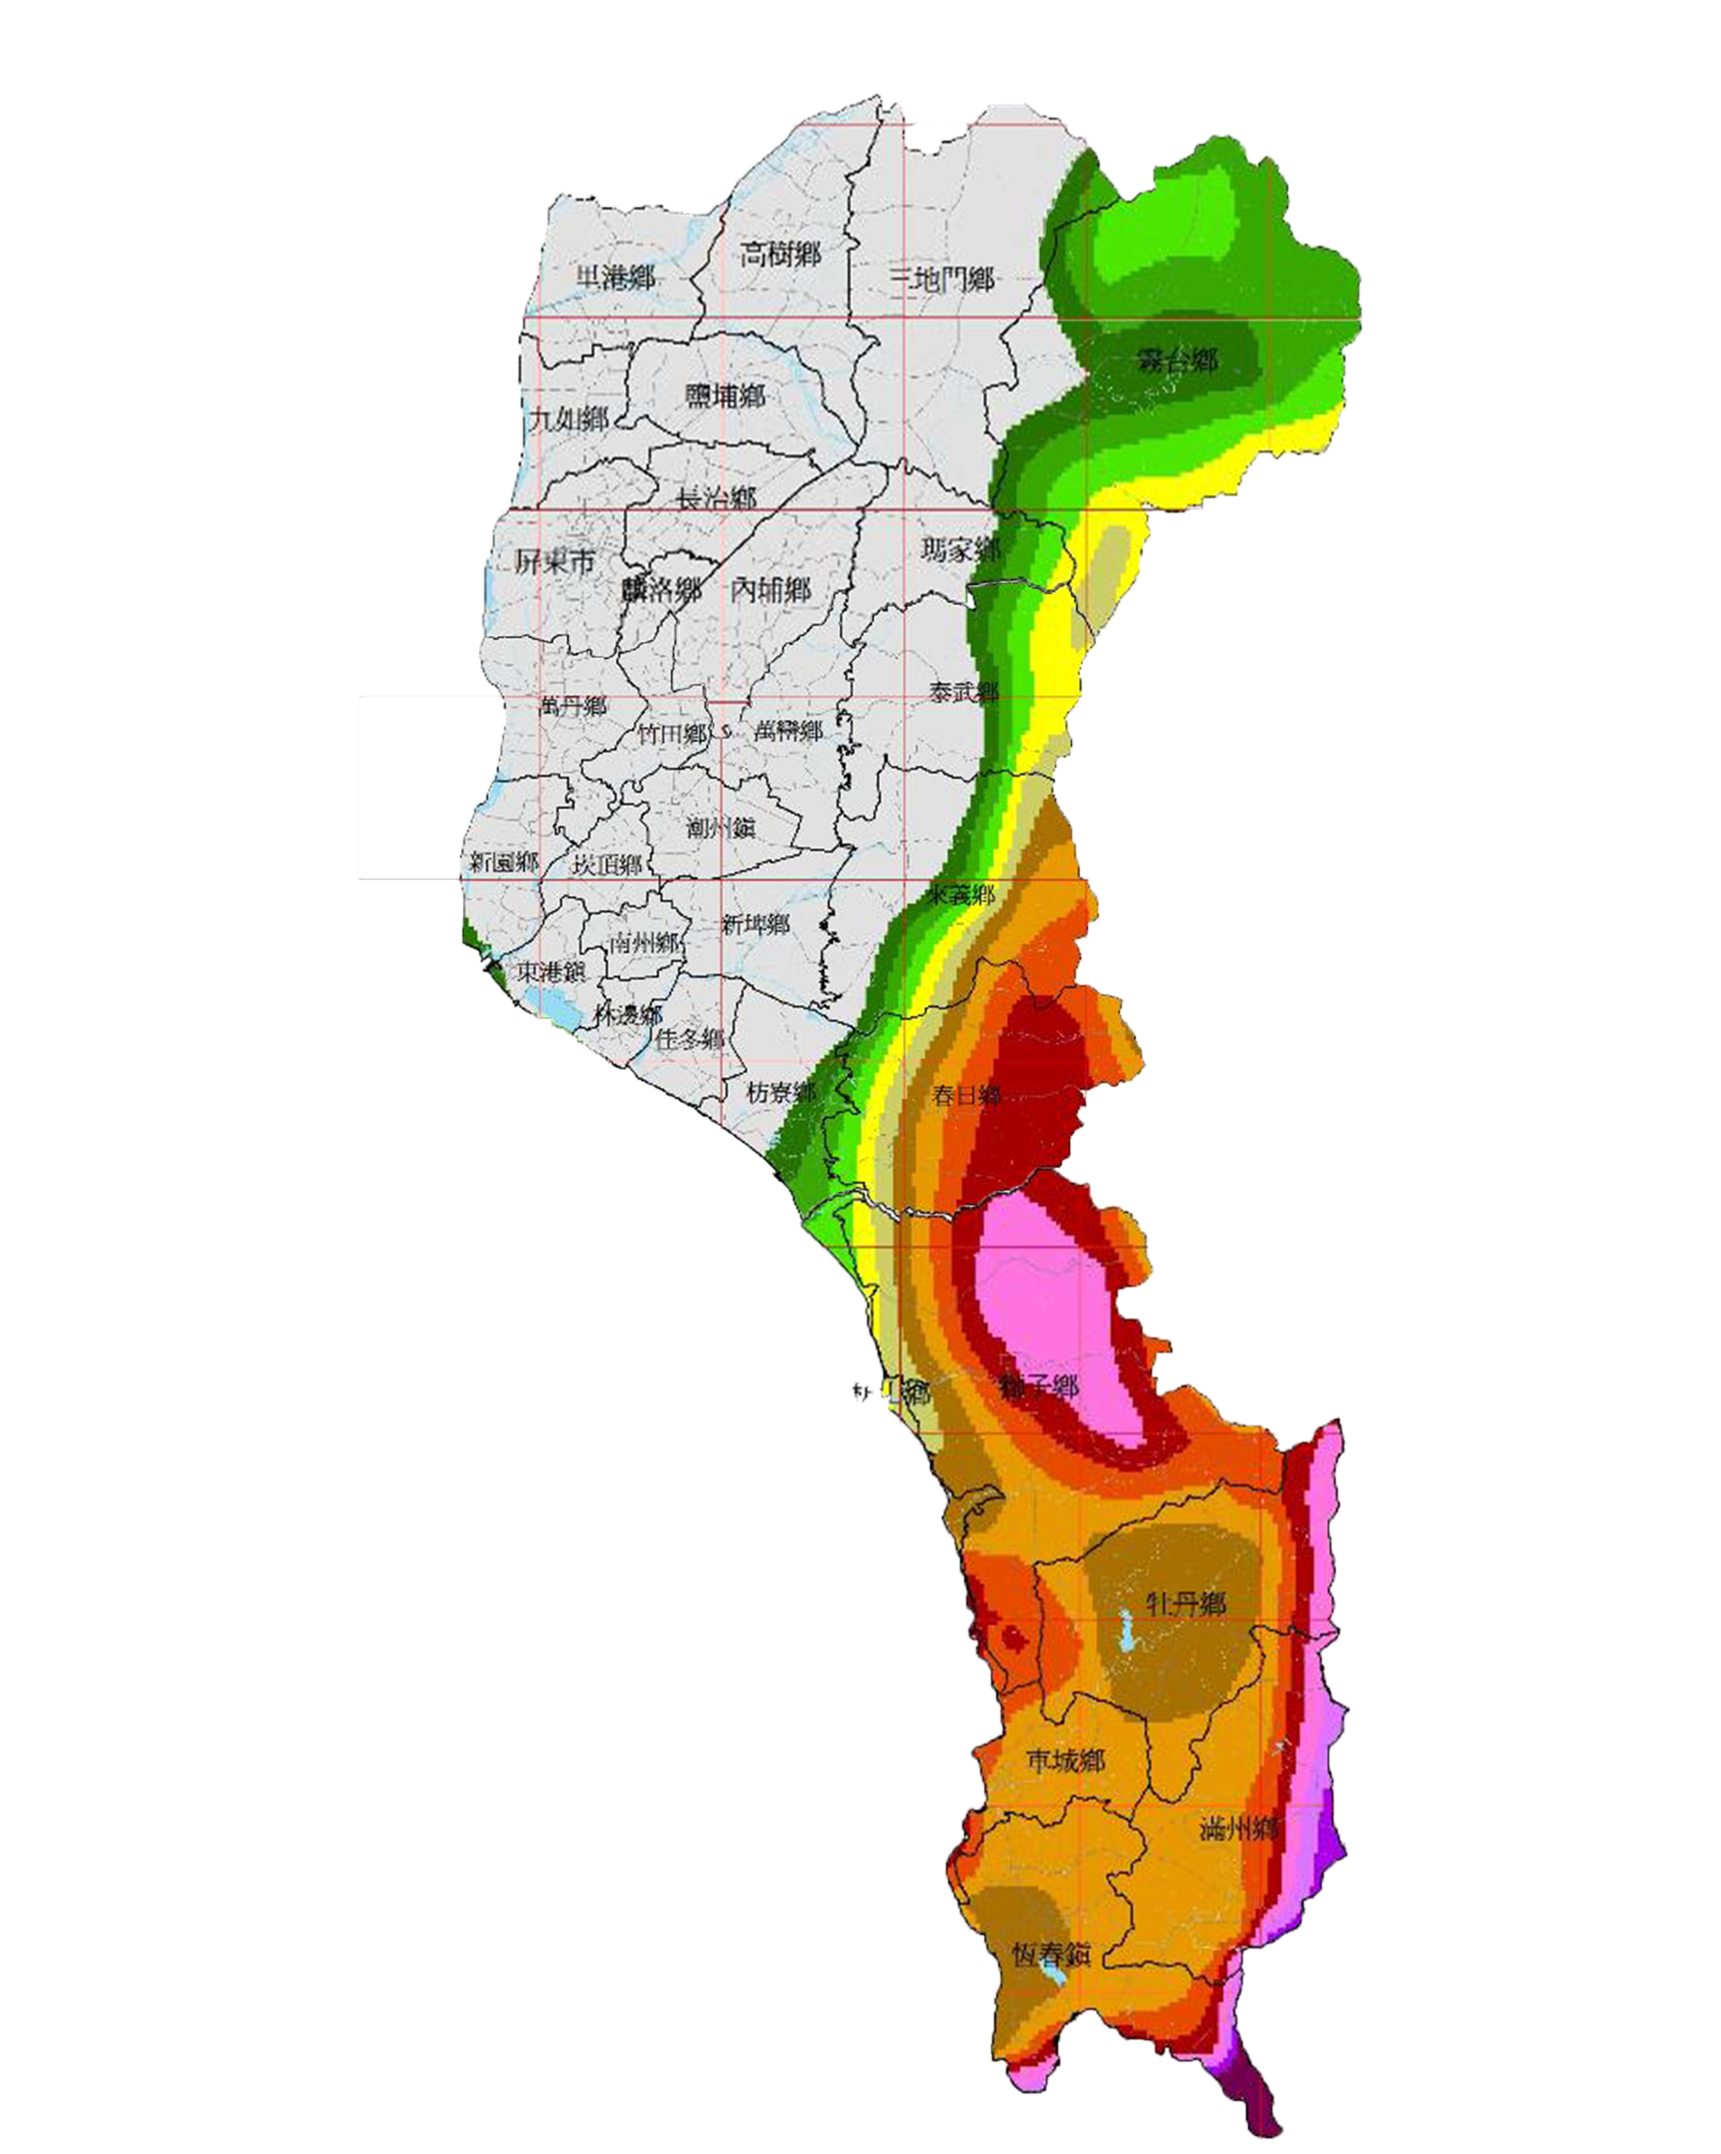 高樹鄉
里港鄉
三地門鄉
霧台鄉
鹽埔鄉
九如鄉
長治鄉
瑪家鄉
屏東市
麟洛鄉
內埔鄉
泰武鄉
萬丹鄉
竹田鄉
萬巒鄉
潮州鎮
新園鄉
崁頂鄉
來義鄉
新埤鄉
南州鄉
東港鎮
林邊鄉
佳冬鄉
枋寮鄉
春日鄉
獅子鄉
鄉
牡丹鄉
車城鄉
滿州鄉
恆春鎮